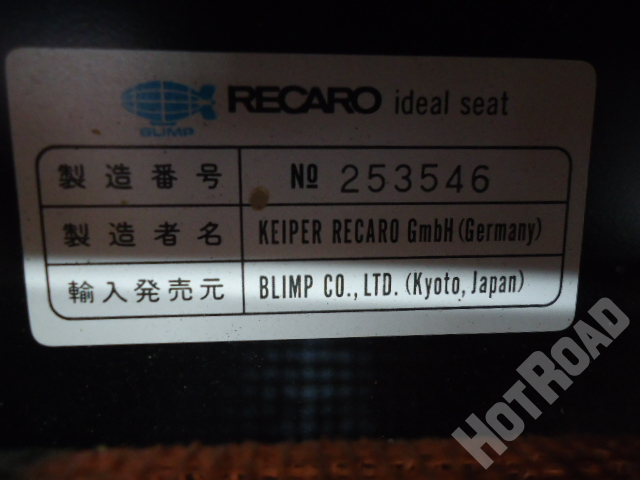 BLIMP RECARO ideal seat
製造番号 № 253546
製造者名 KEIPER RECARO GmbH (Germany)
輸入発売元 BLIMP CO., LTD. (Kyoto, Japan)
HOTROAD